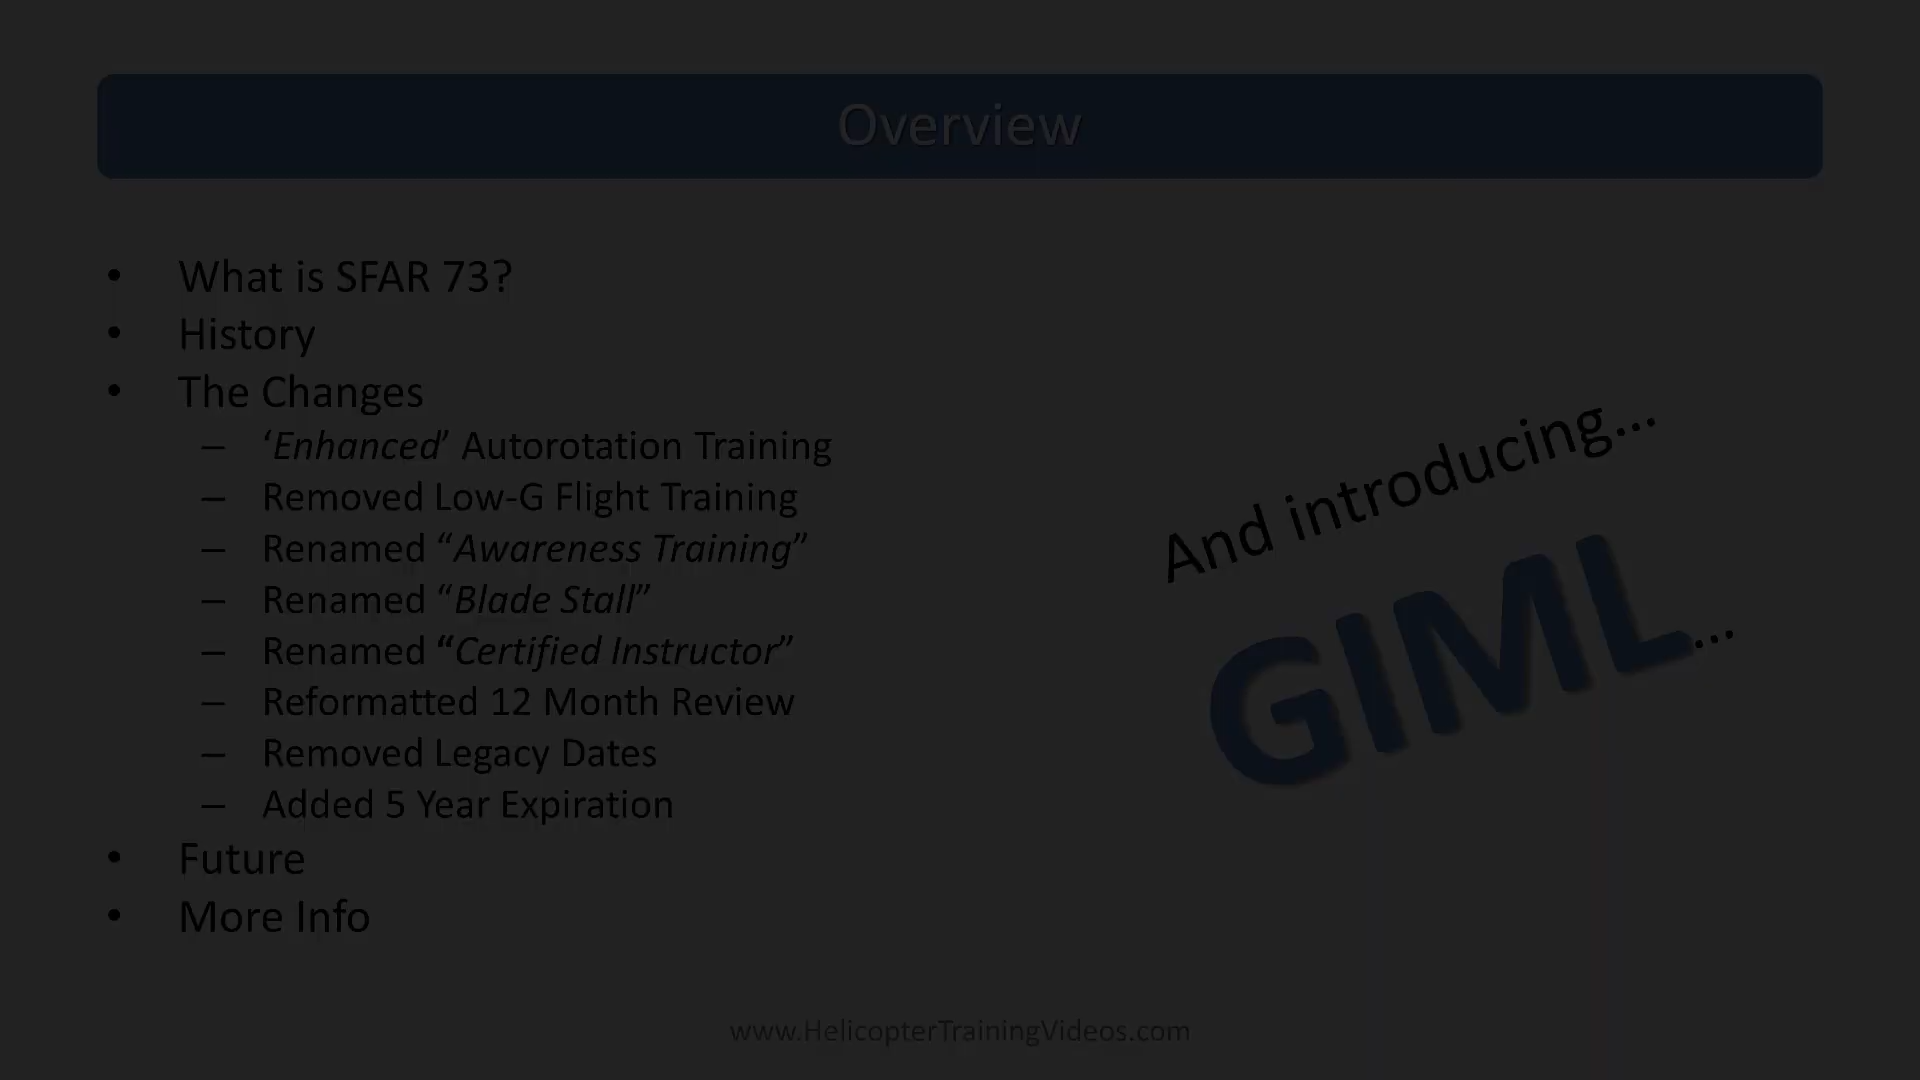 Overview
• What is SFAR 73?
• History
• The Changes
– ‘Enhanced’ Autorotation Training
– Removed Low-G Flight Training
– Renamed “Awareness Training”
– Renamed “Blade Stall”
– Renamed “Certified Instructor”
– Reformatted 12 Month Review
– Removed Legacy Dates
– Added 5 Year Expiration
• Future
• More Info
And introducing...
GIML...
www.HelicopterTrainingVideos.com